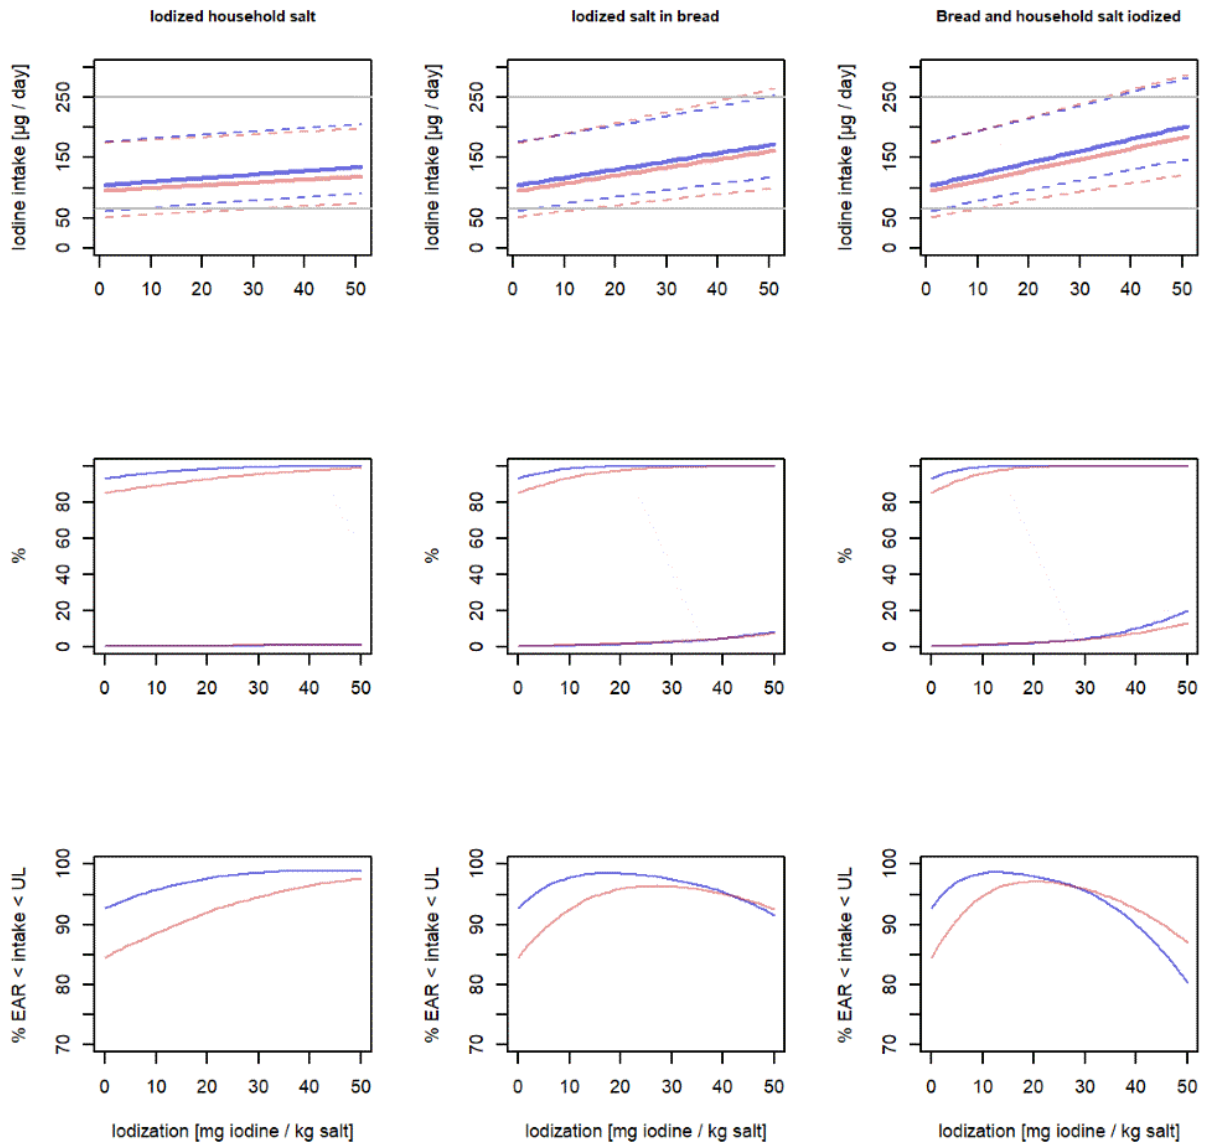 Iodized household salt
Iodized salt in bread
Bread and household salt iodized
Iodine intake [µg / day]
250
150
50
0
0 10 20 30 40 50
Iodine intake [µg / day]
250
150
50
0
0 10 20 30 40 50
Iodine intake [µg / day]
250
150
50
0
0 10 20 30 40 50
%
80
60
40
20
0
0 10 20 30 40 50
%
80
60
40
20
0
0 10 20 30 40 50
%
80
60
40
20
0
0 10 20 30 40 50
% EAR < intake < UL
100
90
80
70
0 10 20 30 40 50
Iodization [mg iodine / kg salt]
% EAR < intake < UL
100
90
80
70
0 10 20 30 40 50
Iodization [mg iodine / kg salt]
% EAR < intake < UL
100
90
80
70
0 10 20 30 40 50
Iodization [mg iodine / kg salt]